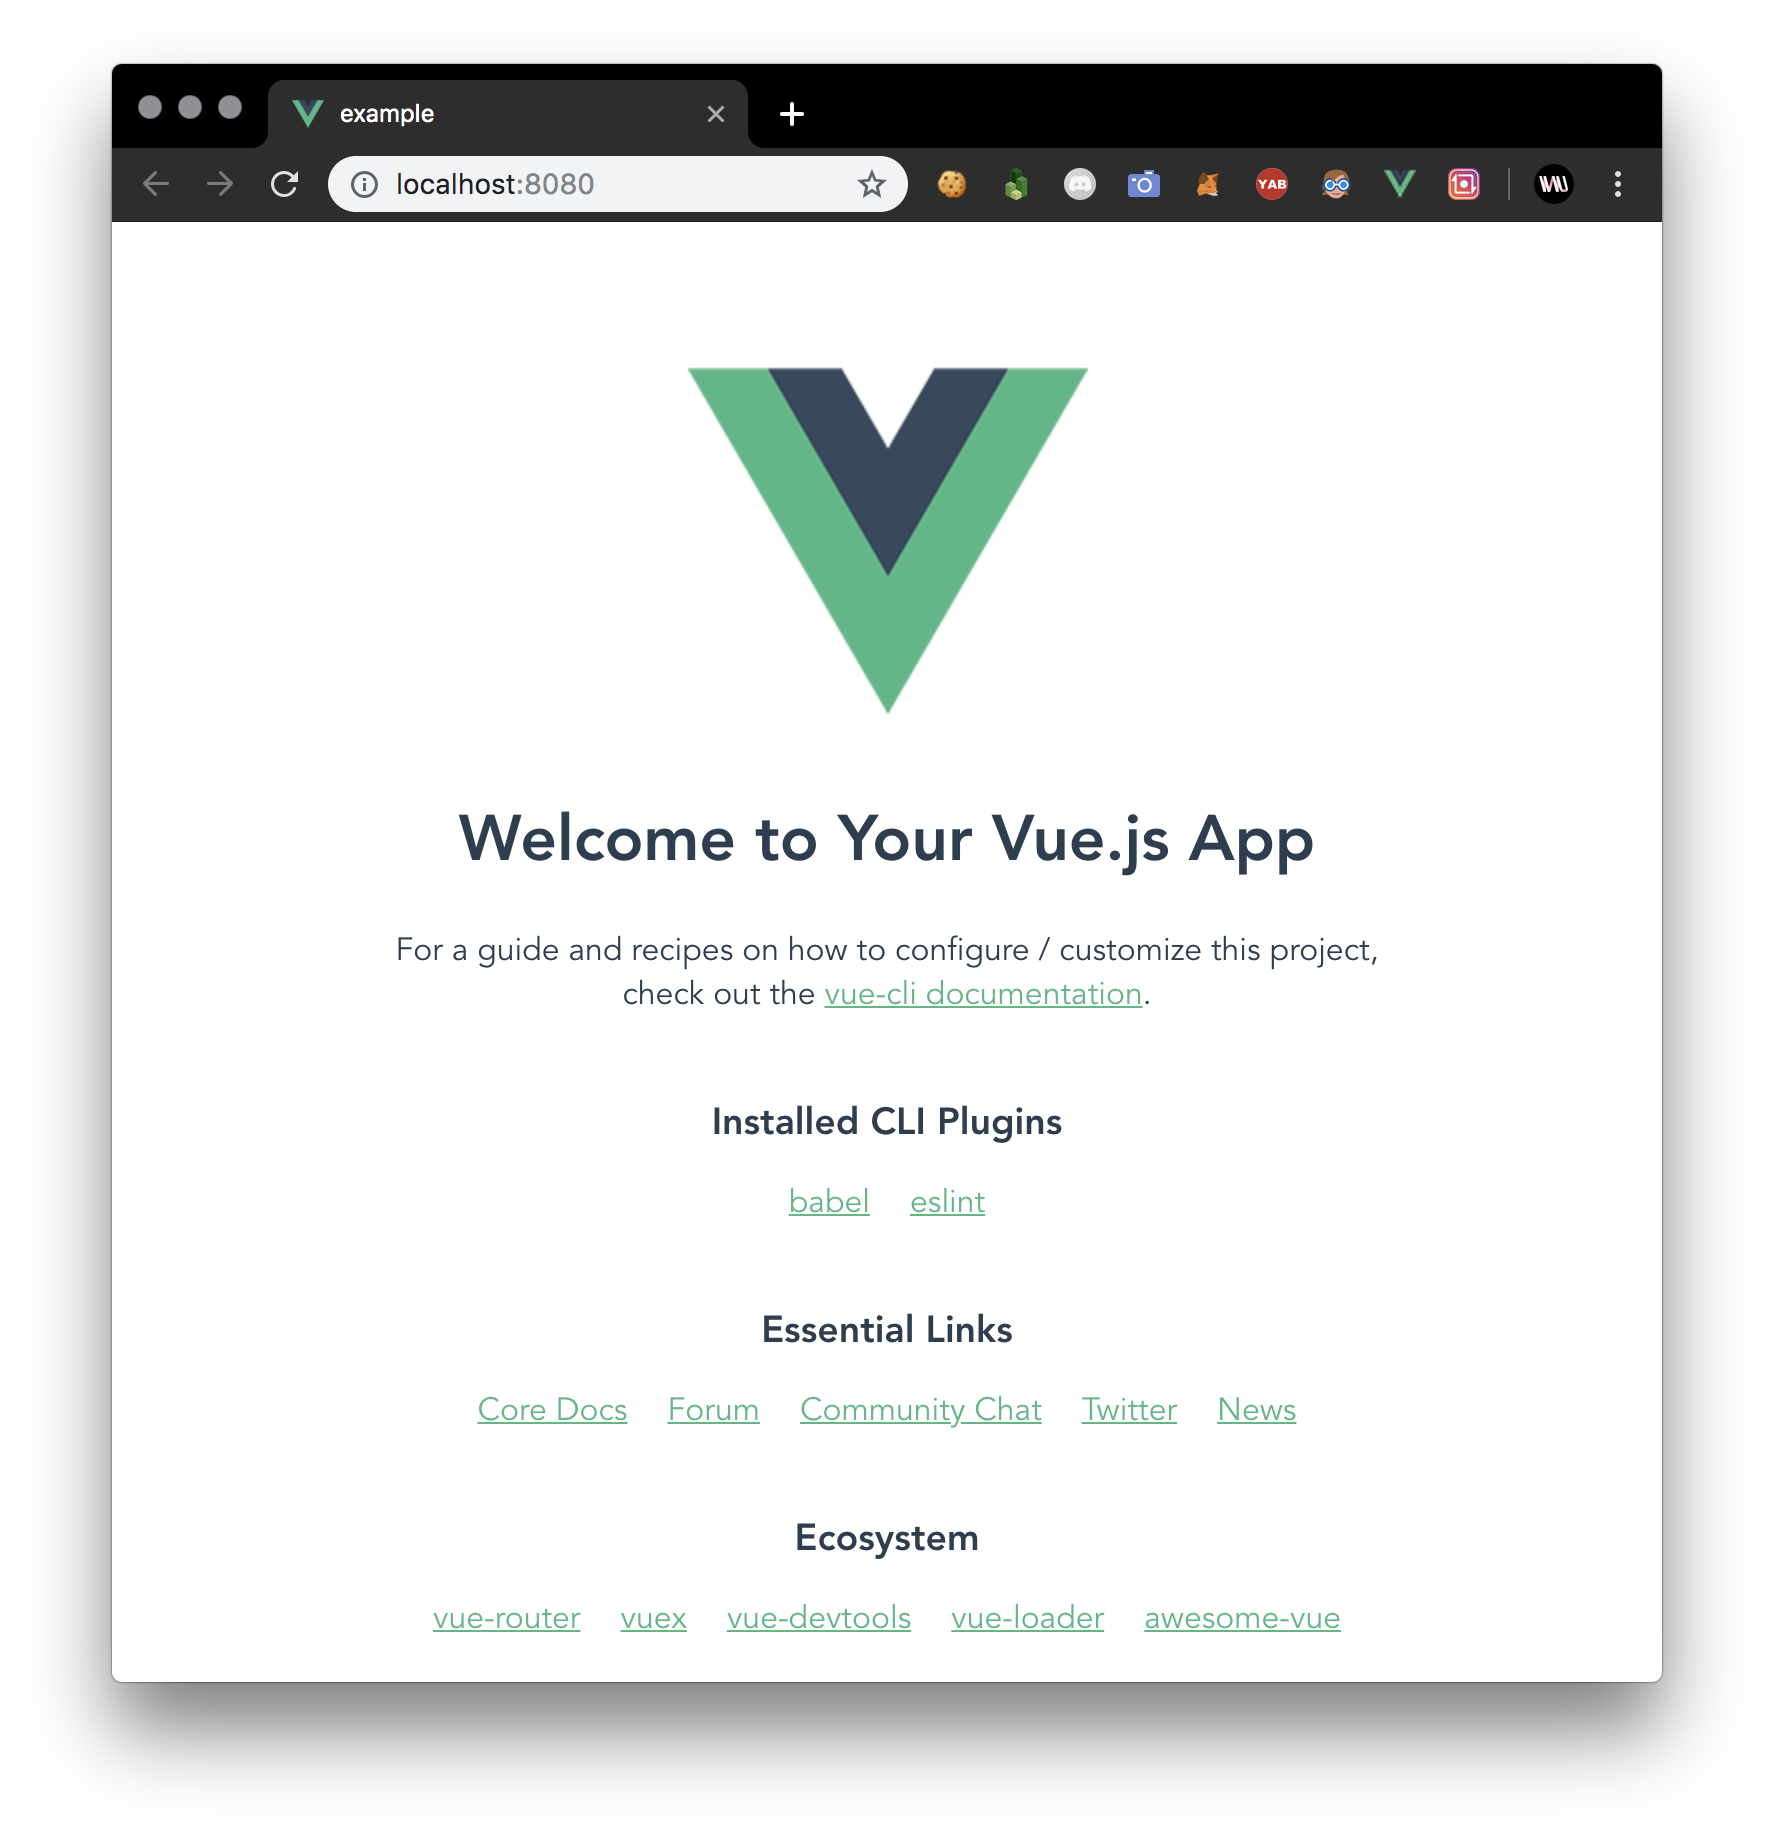 example
localhost:8080
YAB
Welcome to Your Vue.js App
For a guide and recipes on how to configure / customize this project,
check out the vue-cli documentation.
Installed CLI Plugins
babel eslint
Essential Links
Core Docs Forum Community Chat Twitter News
Ecosystem
vue-router vuex vue-devtools vue-loader awesome-vue